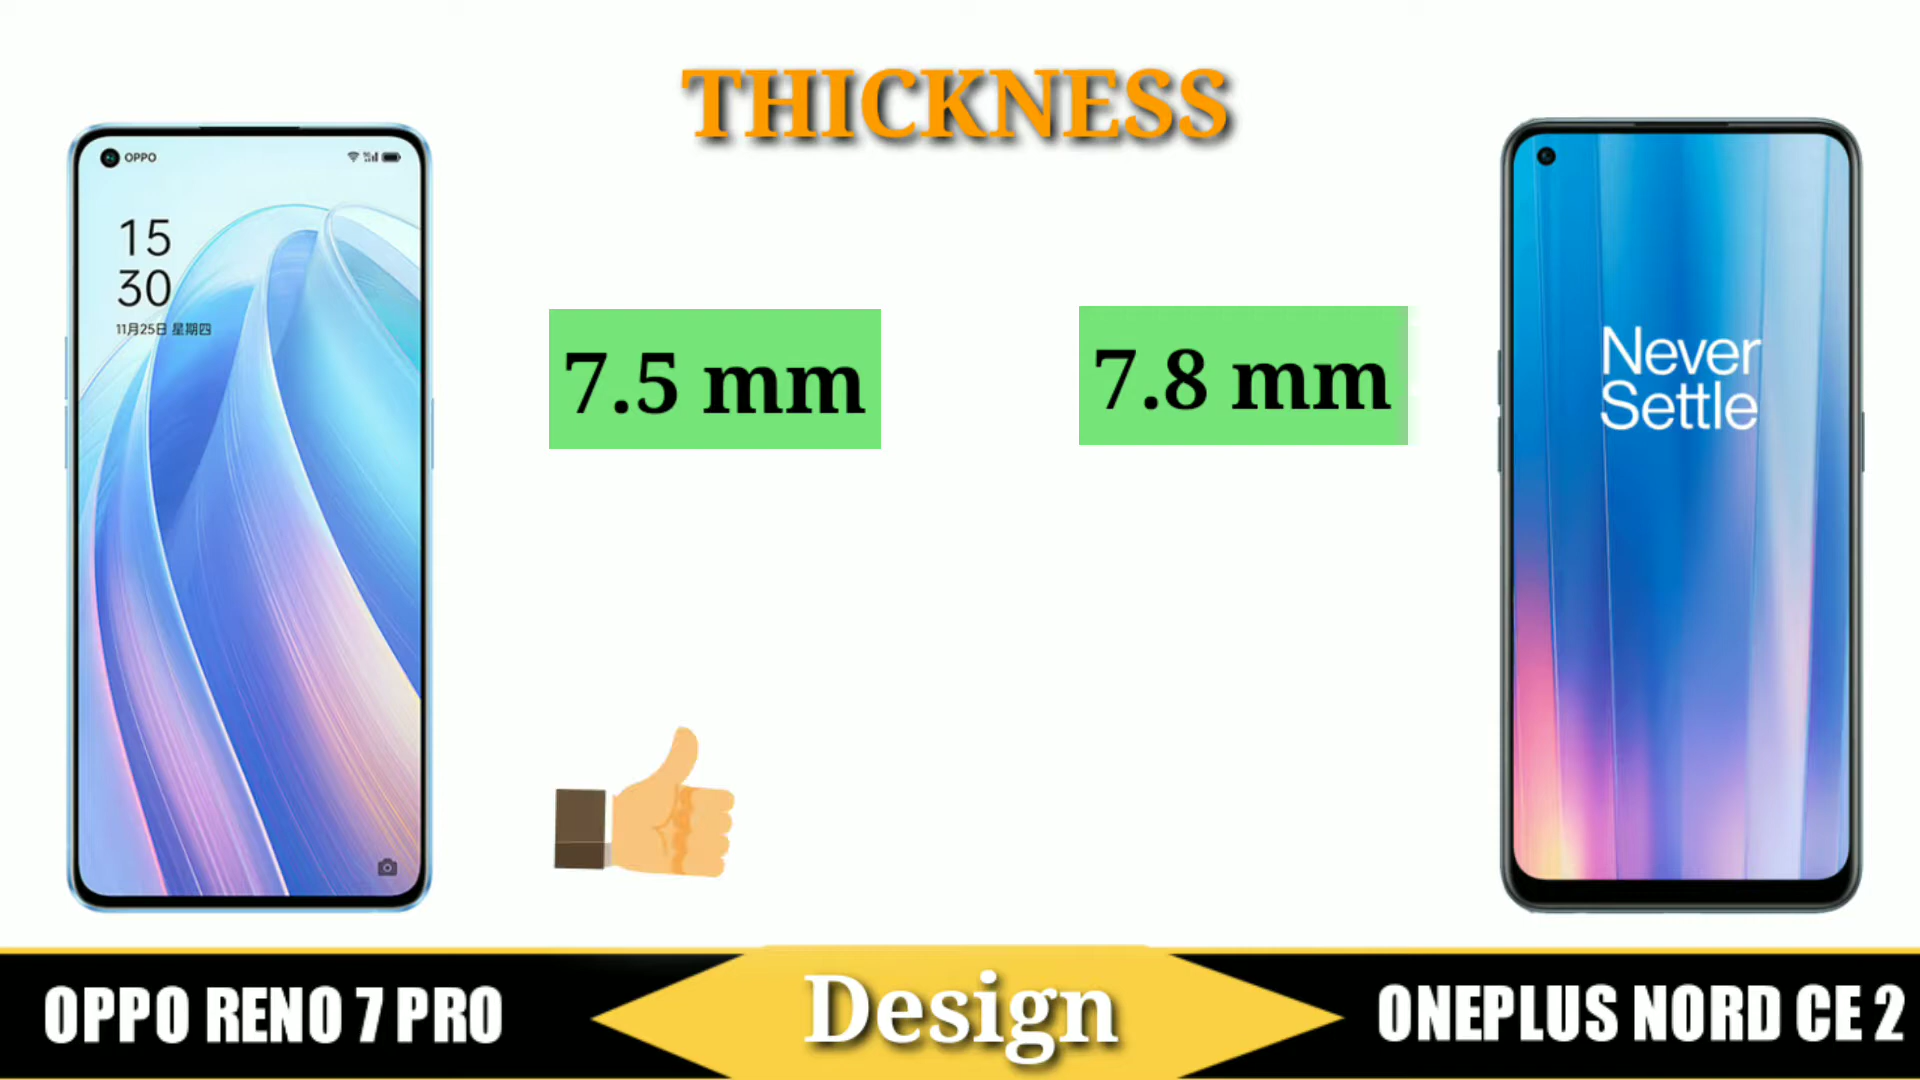 THICKNESS
OPPO
15
30
11月25日 星期四
7.5 mm
7.8 mm
Never
Settle
OPPO RENO 7 PRO
Design
ONEPLUS NORD CE 2